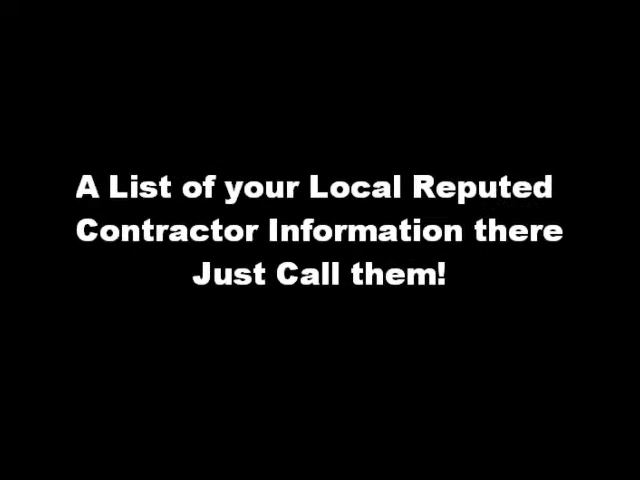 A List of your Local Reputed
Contractor Information there
Just Call them!